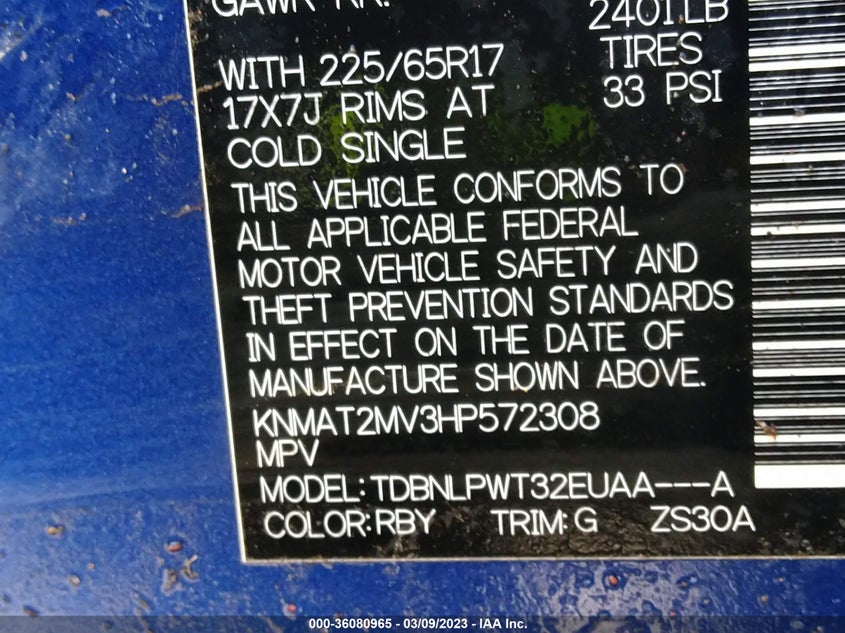 GAWR RR:
2401LB
WITH 225/65R17 TIRES
17X7J RIMS AT 33 PSI
COLD SINGLE
THIS VEHICLE CONFORMS TO
ALL APPLICABLE FEDERAL
MOTOR VEHICLE SAFETY AND
THEFT PREVENTION STANDARDS
IN EFFECT ON THE DATE OF
MANUFACTURE SHOWN ABOVE.
KNMAT2MV3HP572308
MPV
MODEL:TDBNLPWT32EUAA---A
COLOR:RBY TRIM:G ZS30A
000-36080965 / 03/09/2023 - IAA Inc.